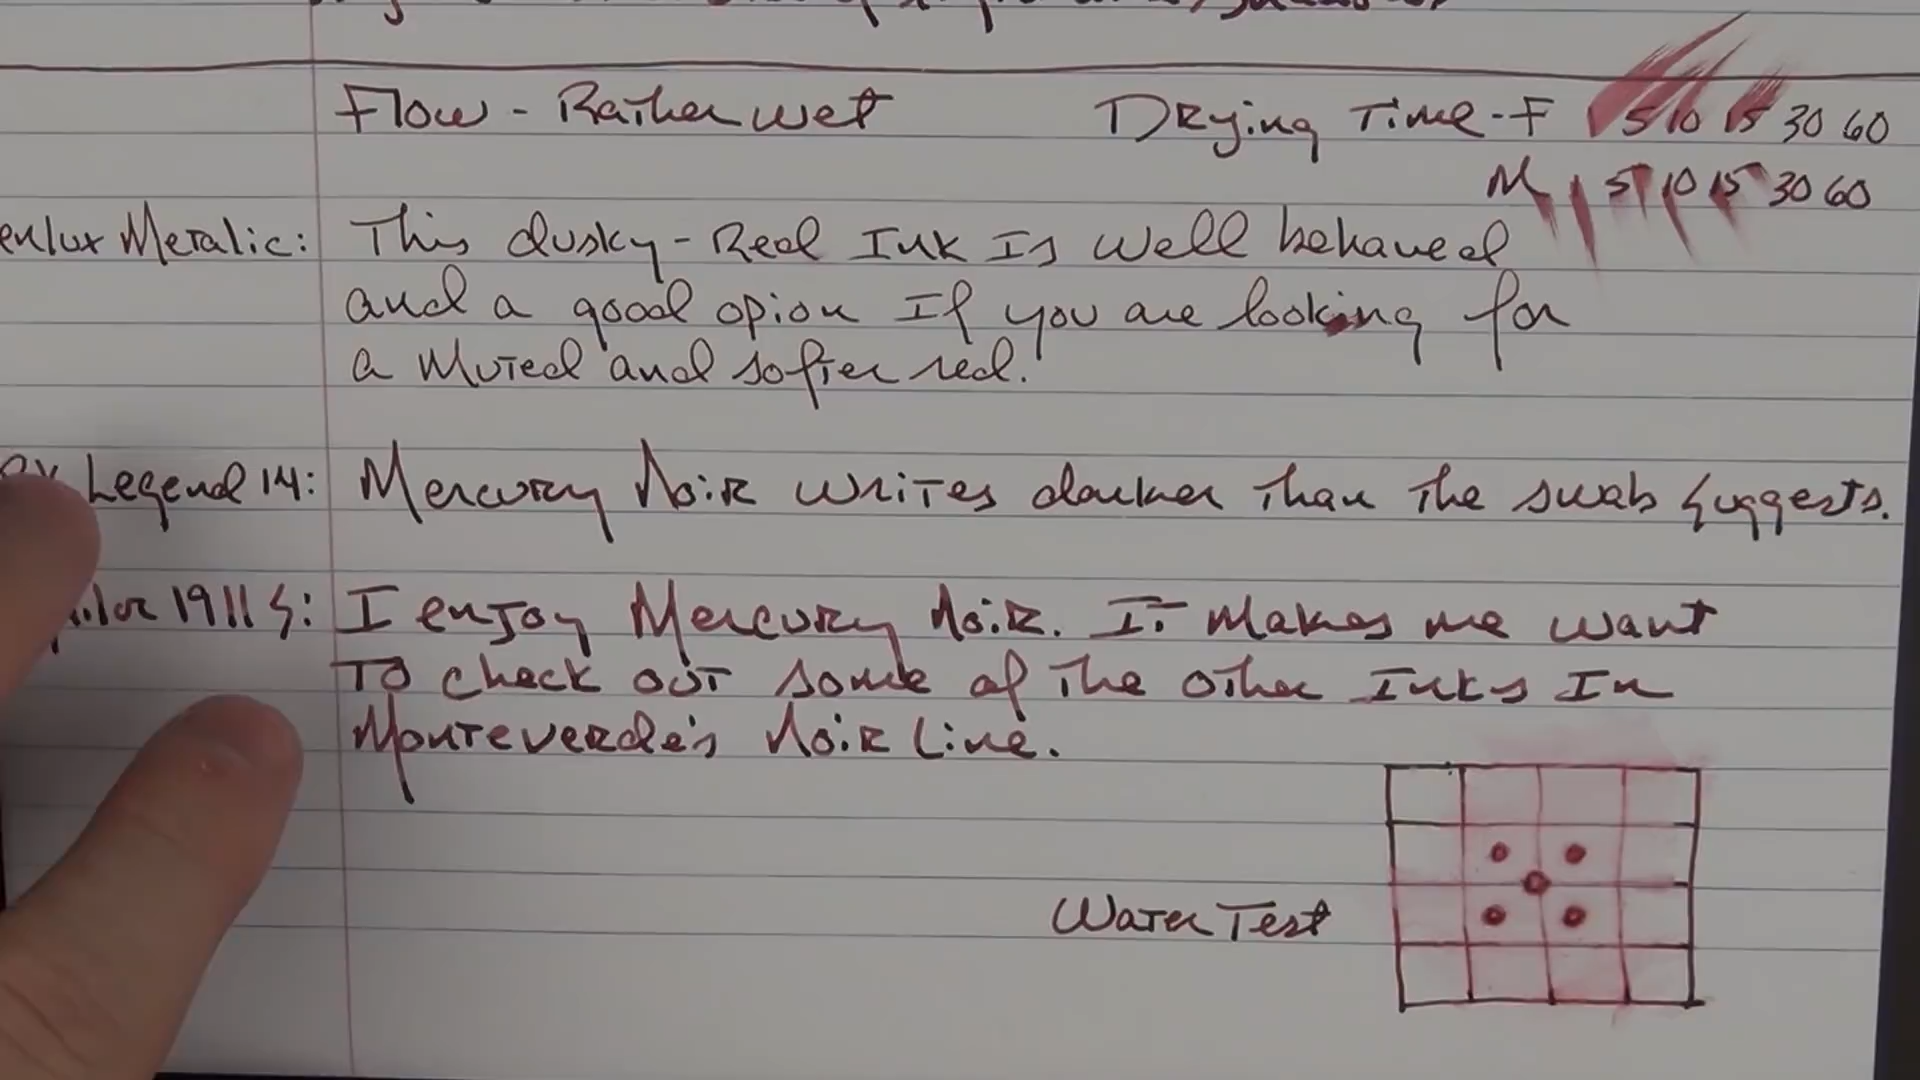 Flow - Rather wet Drying Time - F 1 5 10 15 30 60
M 1 5 10 15 30 60
enlux Metalic: This dusky-Red Ink Is well behaved
and a good opion If you are looking for
a muted and softer red.
Legend 14: Mercury Noir writes darker than the swab suggests.
1911 S: I enjoy Mercury Noir. It makes me want
To check out some of the other Inks In
Monteverde's Noir Line.
Water Test